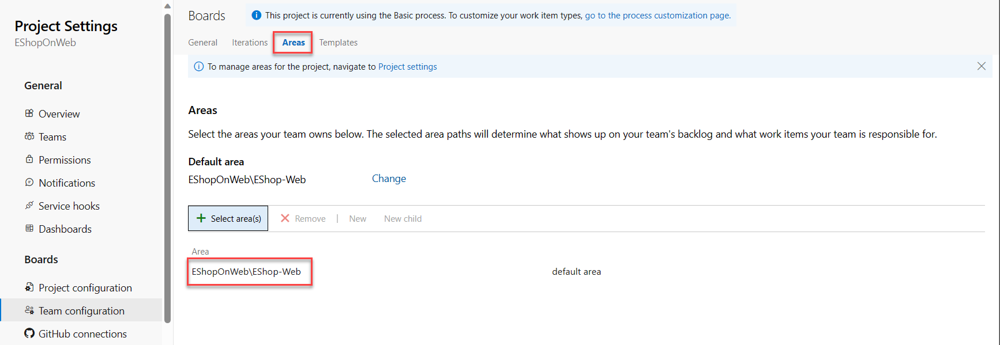 Project Settings
EShopOnWeb
General
Overview
Teams
Permissions
Notifications
Service hooks
Dashboards
Boards
Project configuration
Team configuration
GitHub connections
Boards
This project is currently using the Basic process. To customize your work item types, go to the process customization page.
General Iterations Areas Templates
To manage areas for the project, navigate to Project settings
Areas
Select the areas your team owns below. The selected area paths will determine what shows up on your team's backlog and what work items your team is responsible for.
Default area
EShopOnWeb\EShop-Web Change
Select area(s) Remove | New New child
Area
EShopOnWeb\EShop-Web default area